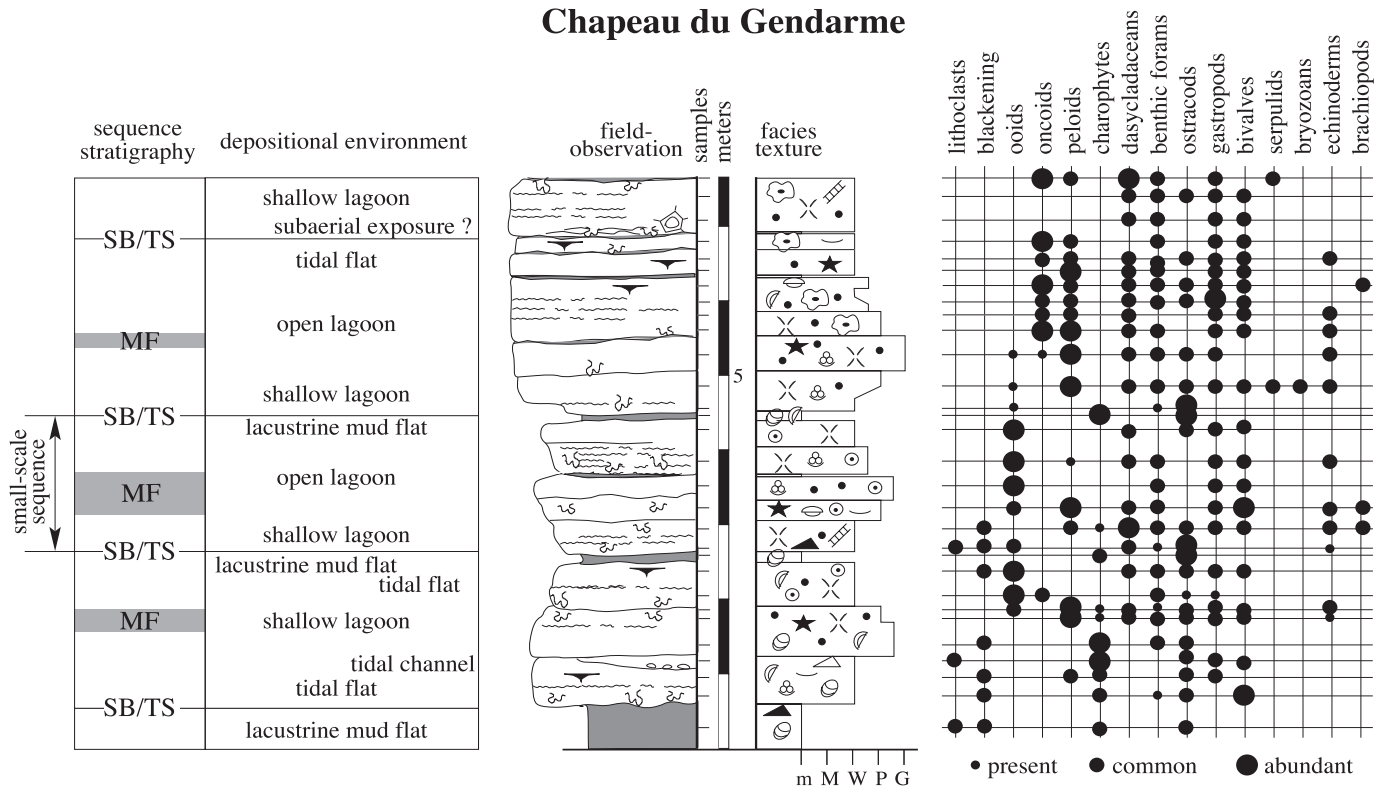 Chapeau du Gendarme
sequence
stratigraphy
depositional environment
field-
observation
samples
meters
facies
texture
lithoclasts
blackening
ooids
oncoids
peloids
charophytes
dasycladaceans
benthic forams
ostracods
gastropods
bivalves
serpulids
bryozoans
echinoderms
brachiopods
shallow lagoon
subaerial exposure ?
SB/TS
tidal flat
open lagoon
MF
5
shallow lagoon
SB/TS
lacustrine mud flat
small-scale
sequence
open lagoon
MF
shallow lagoon
SB/TS
lacustrine mud flat
tidal flat
MF
shallow lagoon
tidal channel
tidal flat
SB/TS
lacustrine mud flat
m M W P G
present common abundant